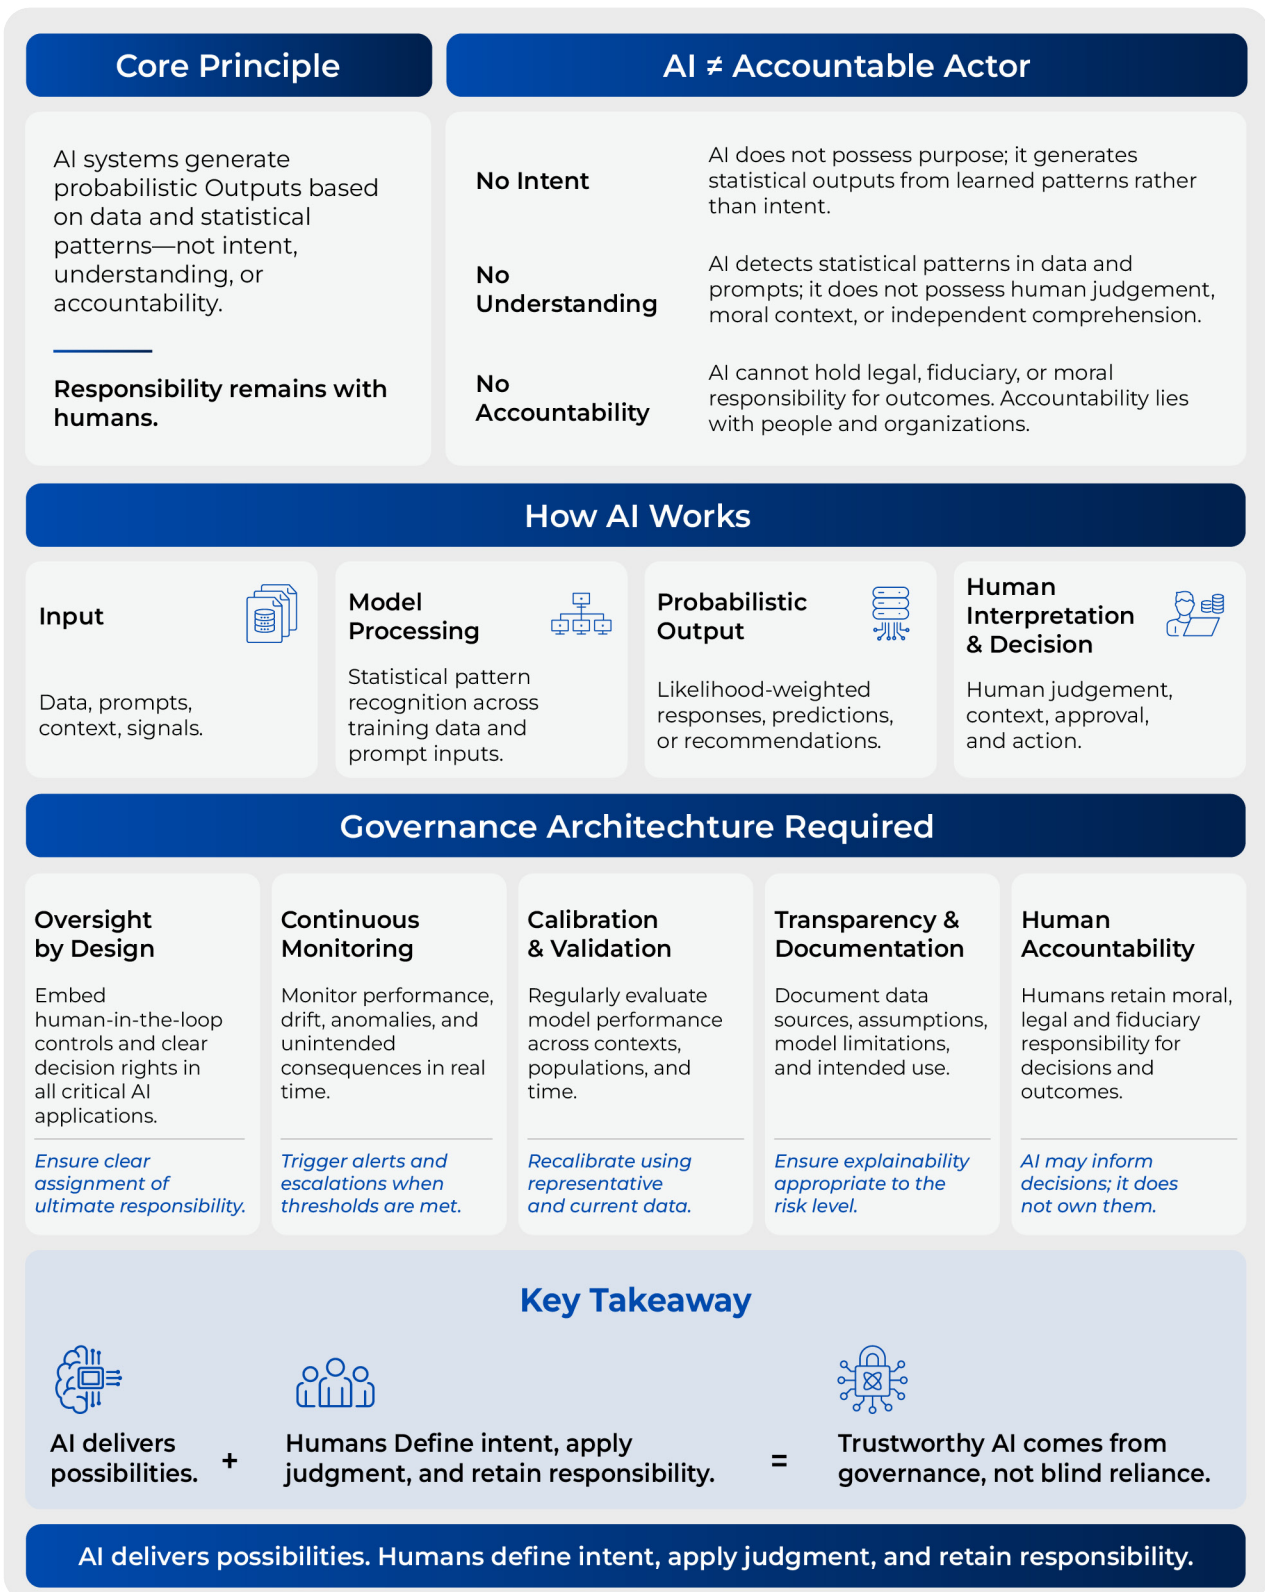 Core Principle
AI systems generate
probabilistic Outputs based
on data and statistical
patterns—not intent,
understanding, or
accountability.
Responsibility remains with
humans.
AI ≠ Accountable Actor
No Intent
AI does not possess purpose; it generates
statistical outputs from learned patterns rather
than intent.
No
Understanding
AI detects statistical patterns in data and
prompts; it does not possess human judgement,
moral context, or independent comprehension.
No
Accountability
AI cannot hold legal, fiduciary, or moral
responsibility for outcomes. Accountability lies
with people and organizations.
How AI Works
Input
Data, prompts,
context, signals.
Model
Processing
Statistical pattern
recognition across
training data and
prompt inputs.
Probabilistic
Output
Likelihood-weighted
responses, predictions,
or recommendations.
Human
Interpretation
& Decision
Human judgement,
context, approval,
and action.
Governance Architechture Required
Oversight
by Design
Embed
human-in-the-loop
controls and clear
decision rights in
all critical AI
applications.
Ensure clear
assignment of
ultimate responsibility.
Continuous
Monitoring
Monitor performance,
drift, anomalies, and
unintended
consequences in real
time.
Trigger alerts and
escalations when
thresholds are met.
Calibration
& Validation
Regularly evaluate
model performance
across contexts,
populations, and
time.
Recalibrate using
representative
and current data.
Transparency &
Documentation
Document data
sources, assumptions,
model limitations,
and intended use.
Ensure explainability
appropriate to the
risk level.
Human
Accountability
Humans retain moral,
legal and fiduciary
responsibility for
decisions and
outcomes.
AI may inform
decisions; it does
not own them.
Key Takeaway
AI delivers
possibilities.
+
Humans Define intent, apply
judgment, and retain responsibility.
=
Trustworthy AI comes from
governance, not blind reliance.
AI delivers possibilities. Humans define intent, apply judgment, and retain responsibility.